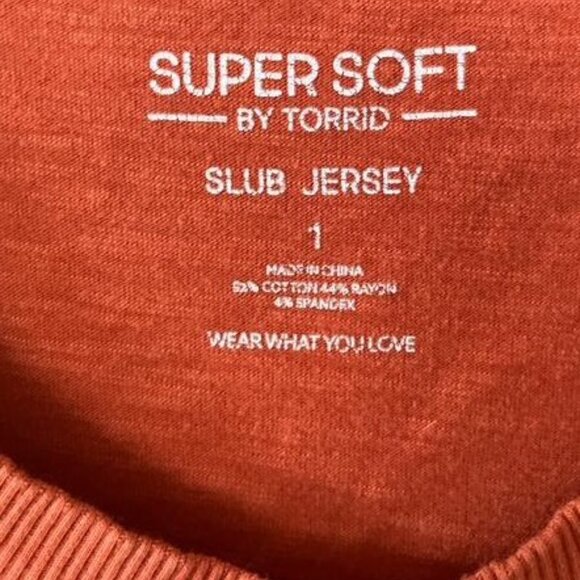 SUPER SOFT
BY TORRID
SLUB JERSEY
1
MADE IN CHINA
52% COTTON 44% RAYON
4% SPANDEX
WEAR WHAT YOU LOVE